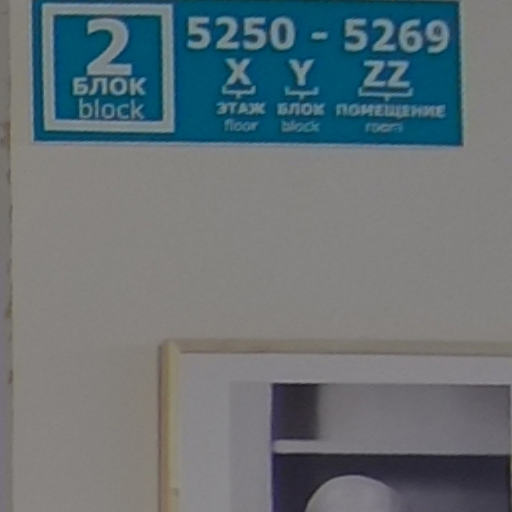 2
БЛОК
block
5250 - 5269
X Y ZZ
ЭТАЖ БЛОК ПОМЕЩЕНИЕ
floor block room